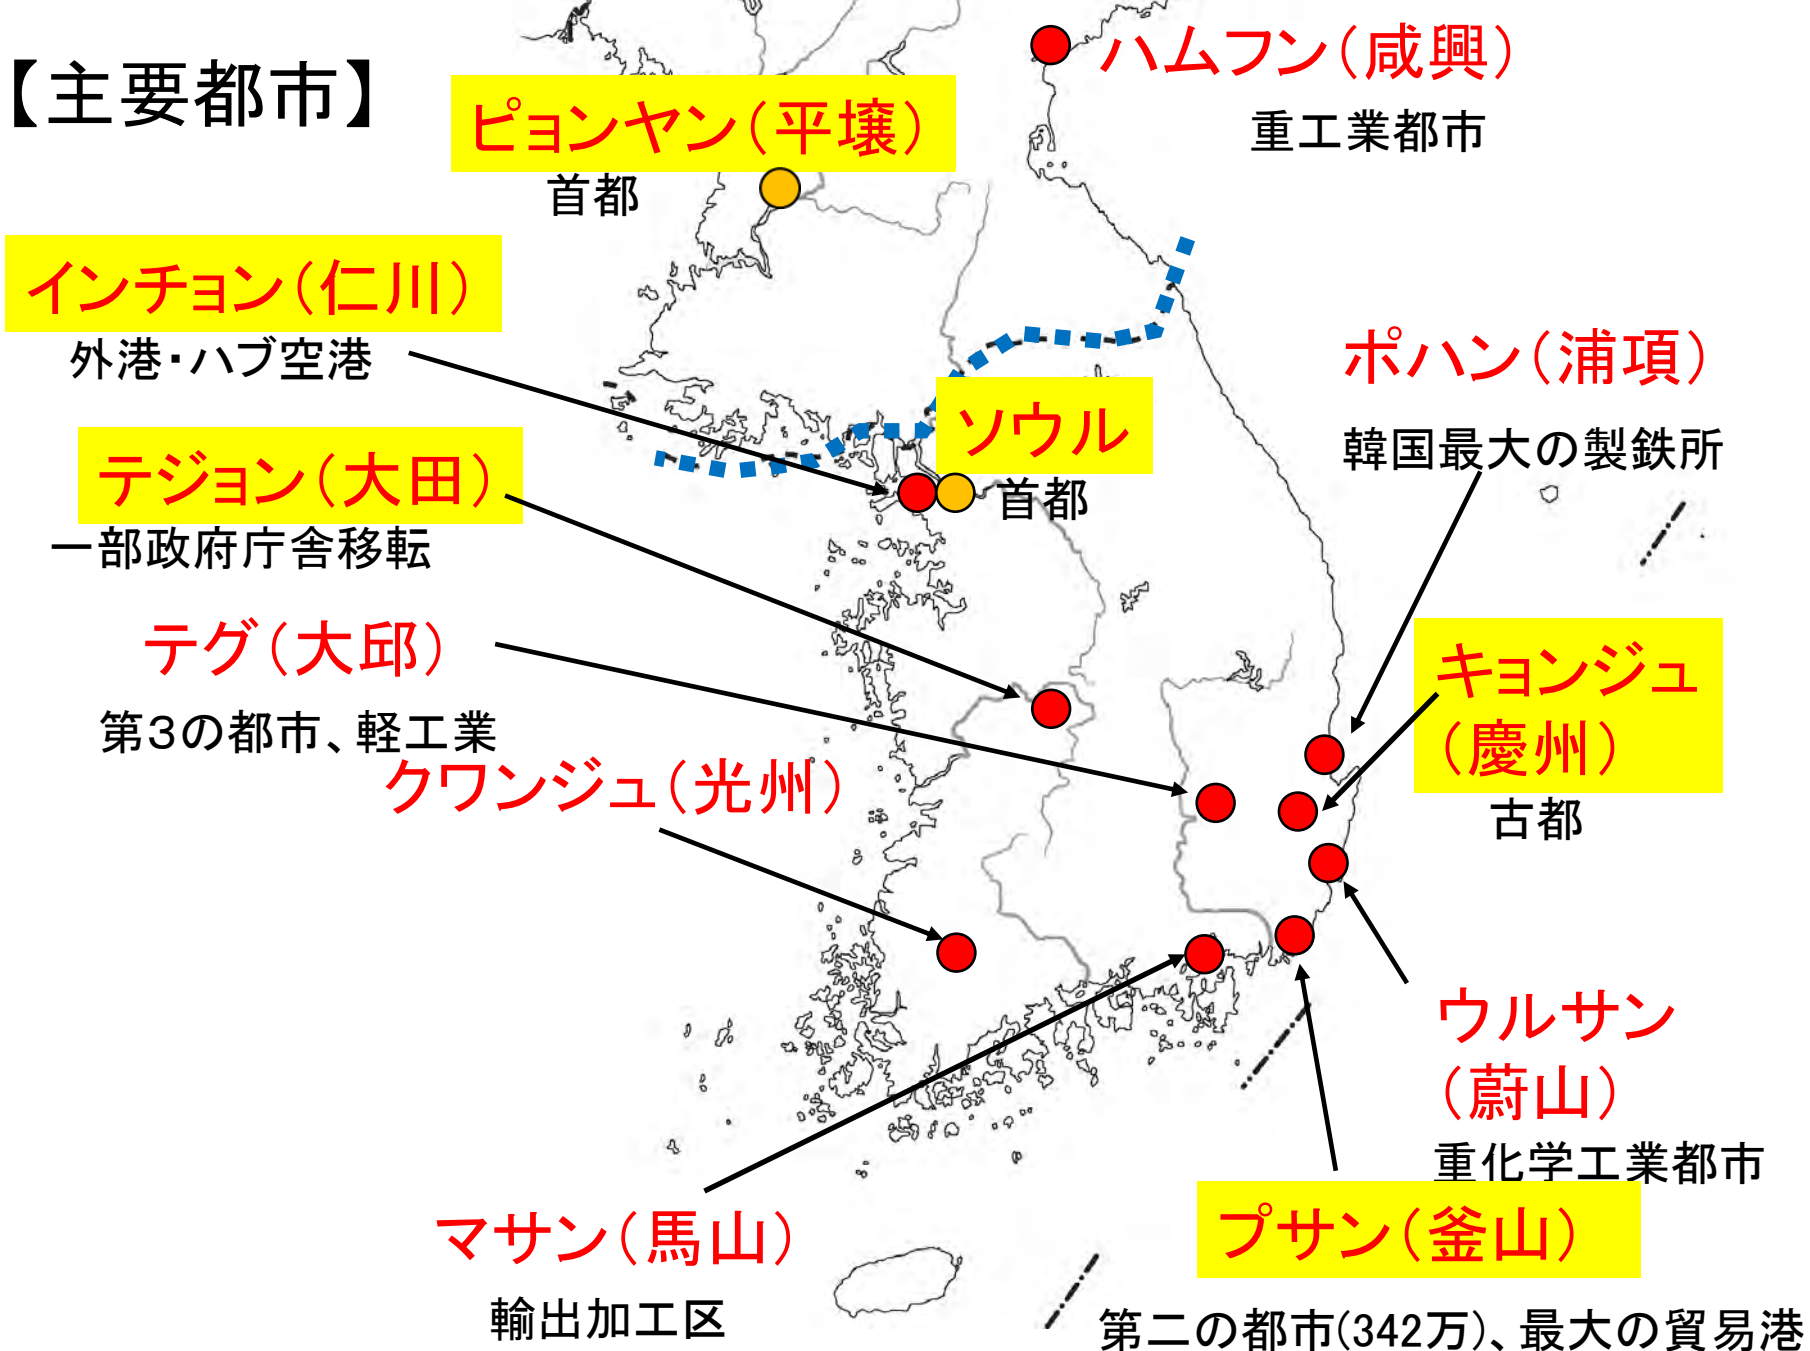 【主要都市】
ハムフン(咸興)
重工業都市
ピョンヤン(平壌)
首都
インチョン(仁川)
外港・ハブ空港
ソウル
首都
ポハン(浦項)
韓国最大の製鉄所
テジョン(大田)
一部政府庁舎移転
テグ(大邱)
第3の都市、軽工業
キョンジュ
(慶州)
古都
クワンジュ(光州)
ウルサン
(蔚山)
重化学工業都市
マサン(馬山)
輸出加工区
プサン(釜山)
第二の都市(342万)、最大の貿易港